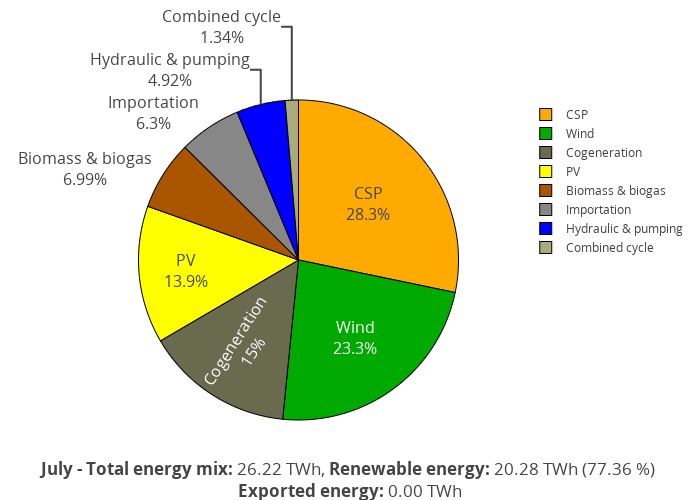 Combined cycle
1.34%
Hydraulic & pumping
4.92%
Importation
6.3%
Biomass & biogas
6.99%
PV
13.9%
Cogeneration
15%
Wind
23.3%
CSP
28.3%
CSP
Wind
Cogeneration
PV
Biomass & biogas
Importation
Hydraulic & pumping
Combined cycle
July - Total energy mix: 26.22 TWh, Renewable energy: 20.28 TWh (77.36 %)
Exported energy: 0.00 TWh